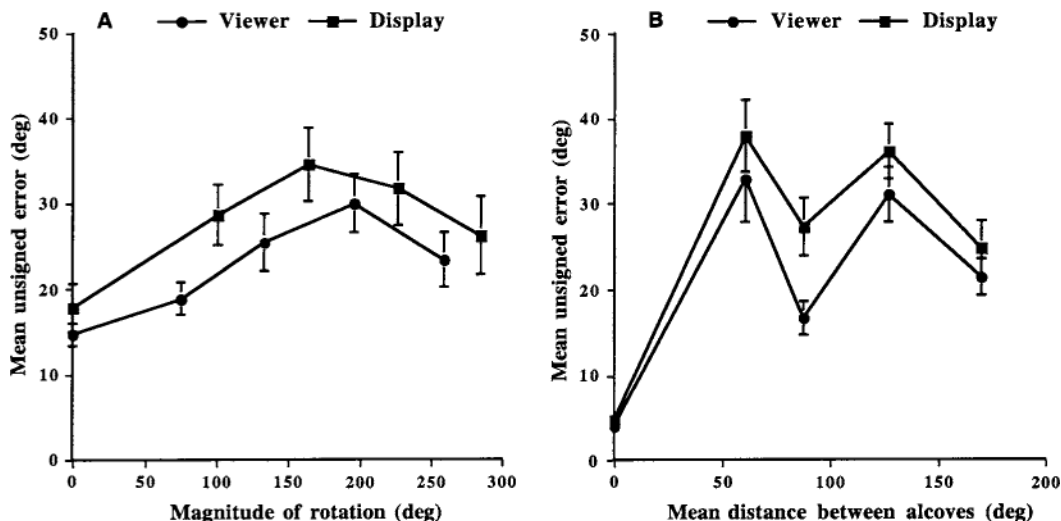 A
Viewer Display
50
40
30
20
10
0
0 50 100 150 200 250 300
Mean unsigned error (deg)
Magnitude of rotation (deg)
B
Viewer Display
50
40
30
20
10
0
0 50 100 150 200
Mean unsigned error (deg)
Mean distance between alcoves (deg)